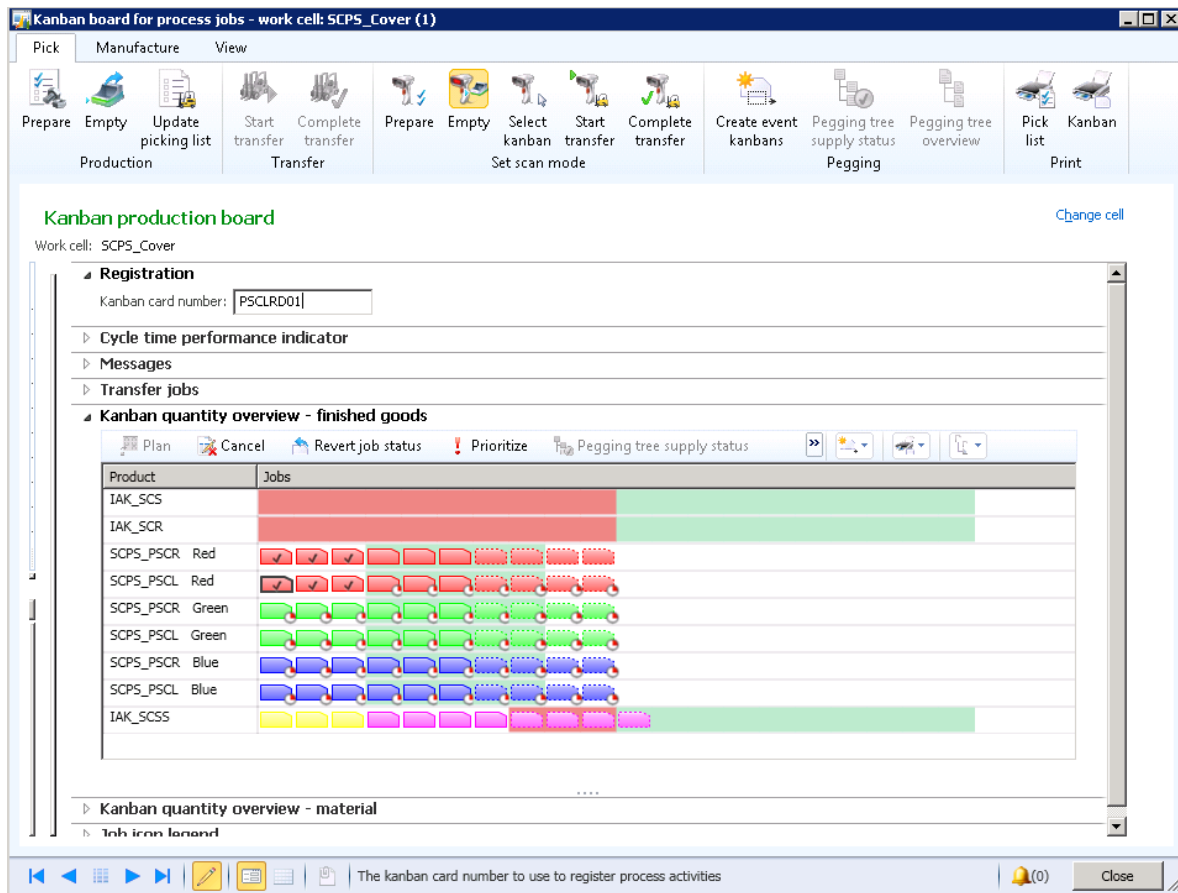 Kanban board for process jobs - work cell: SCPS_Cover (1)
Pick Manufacture View
Prepare Empty Update picking list Start transfer Complete transfer Prepare Empty Select kanban Start transfer Complete transfer Create event kanbans Pegging tree supply status Pegging tree overview Pick list Kanban
Production Transfer Set scan mode Pegging Print
Kanban production board Change cell
Work cell: SCPS_Cover
Registration
Kanban card number: PSCLRD01
Cycle time performance indicator
Messages
Transfer jobs
Kanban quantity overview - finished goods
Plan Cancel Revert job status Prioritize Pegging tree supply status »
Product Jobs
IAK_SCS
IAK_SCR
SCPS_PSCR Red
SCPS_PSCL Red
SCPS_PSCR Green
SCPS_PSCL Green
SCPS_PSCR Blue
SCPS_PSCL Blue
IAK_SCSS
Kanban quantity overview - material
Job icon legend
The kanban card number to use to register process activities (0) Close